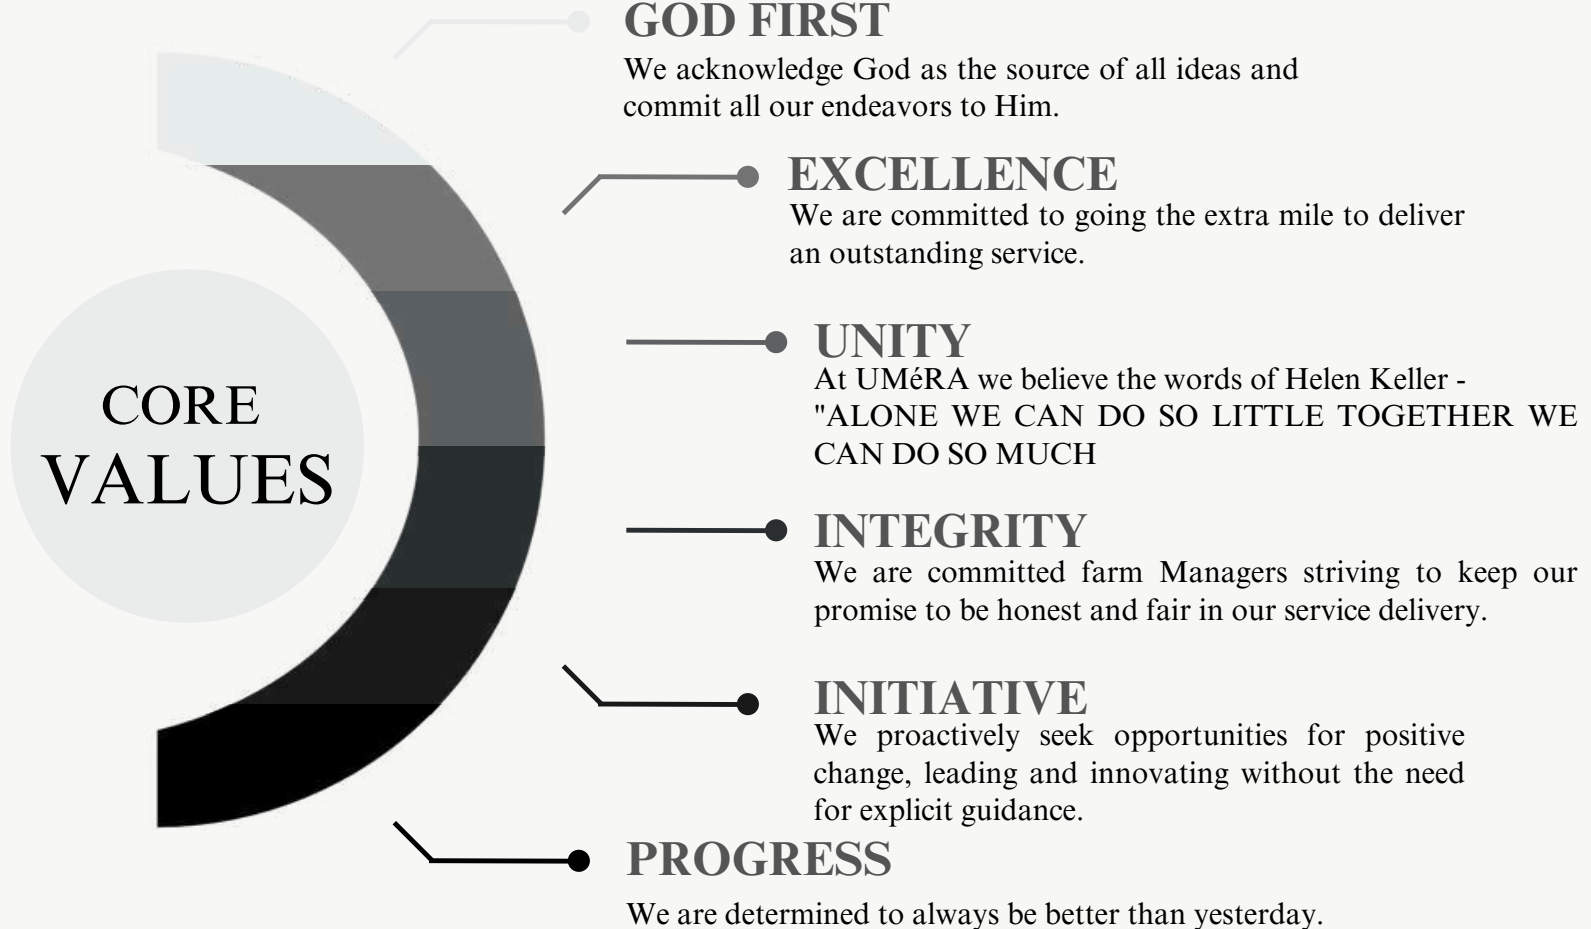 CORE
VALUES
GOD FIRST
We acknowledge God as the source of all ideas and
commit all our endeavors to Him.
EXCELLENCE
We are committed to going the extra mile to deliver
an outstanding service.
UNITY
At UMéRA we believe the words of Helen Keller -
"ALONE WE CAN DO SO LITTLE TOGETHER WE
CAN DO SO MUCH
INTEGRITY
We are committed farm Managers striving to keep our
promise to be honest and fair in our service delivery.
INITIATIVE
We proactively seek opportunities for positive
change, leading and innovating without the need
for explicit guidance.
PROGRESS
We are determined to always be better than yesterday.